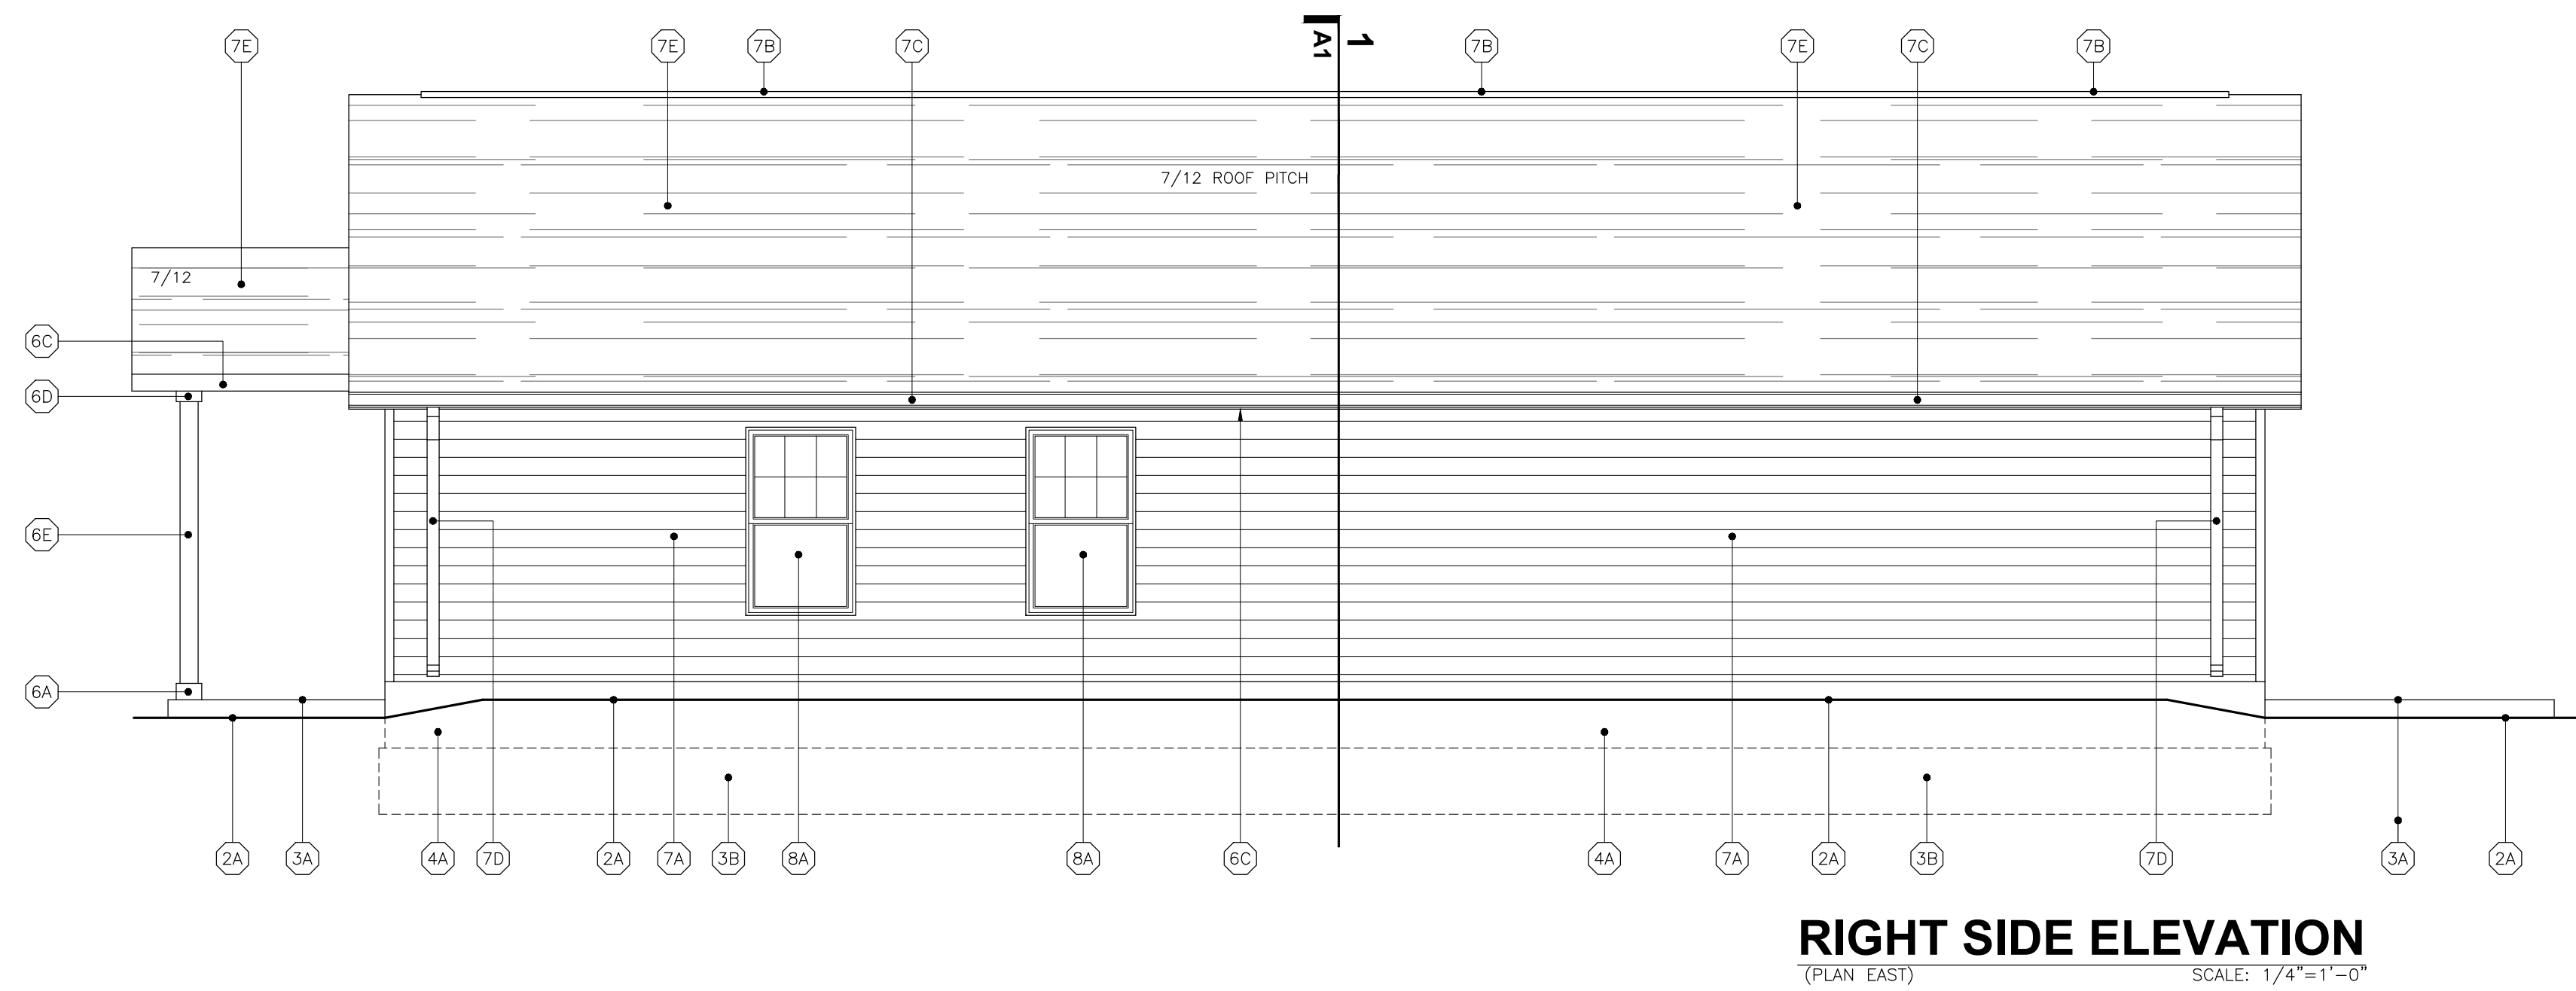 7E 7E 7B 7C 1 7B 7E 7C 7B
A1
7/12 ROOF PITCH
7/12
6C
6D
6E
6A
2A 3A 4A 7D 2A 7A 3B 8A 8A 6C 4A 7A 2A 3B 7D 3A 2A
RIGHT SIDE ELEVATION
(PLAN EAST) SCALE: 1/4"=1'-0"